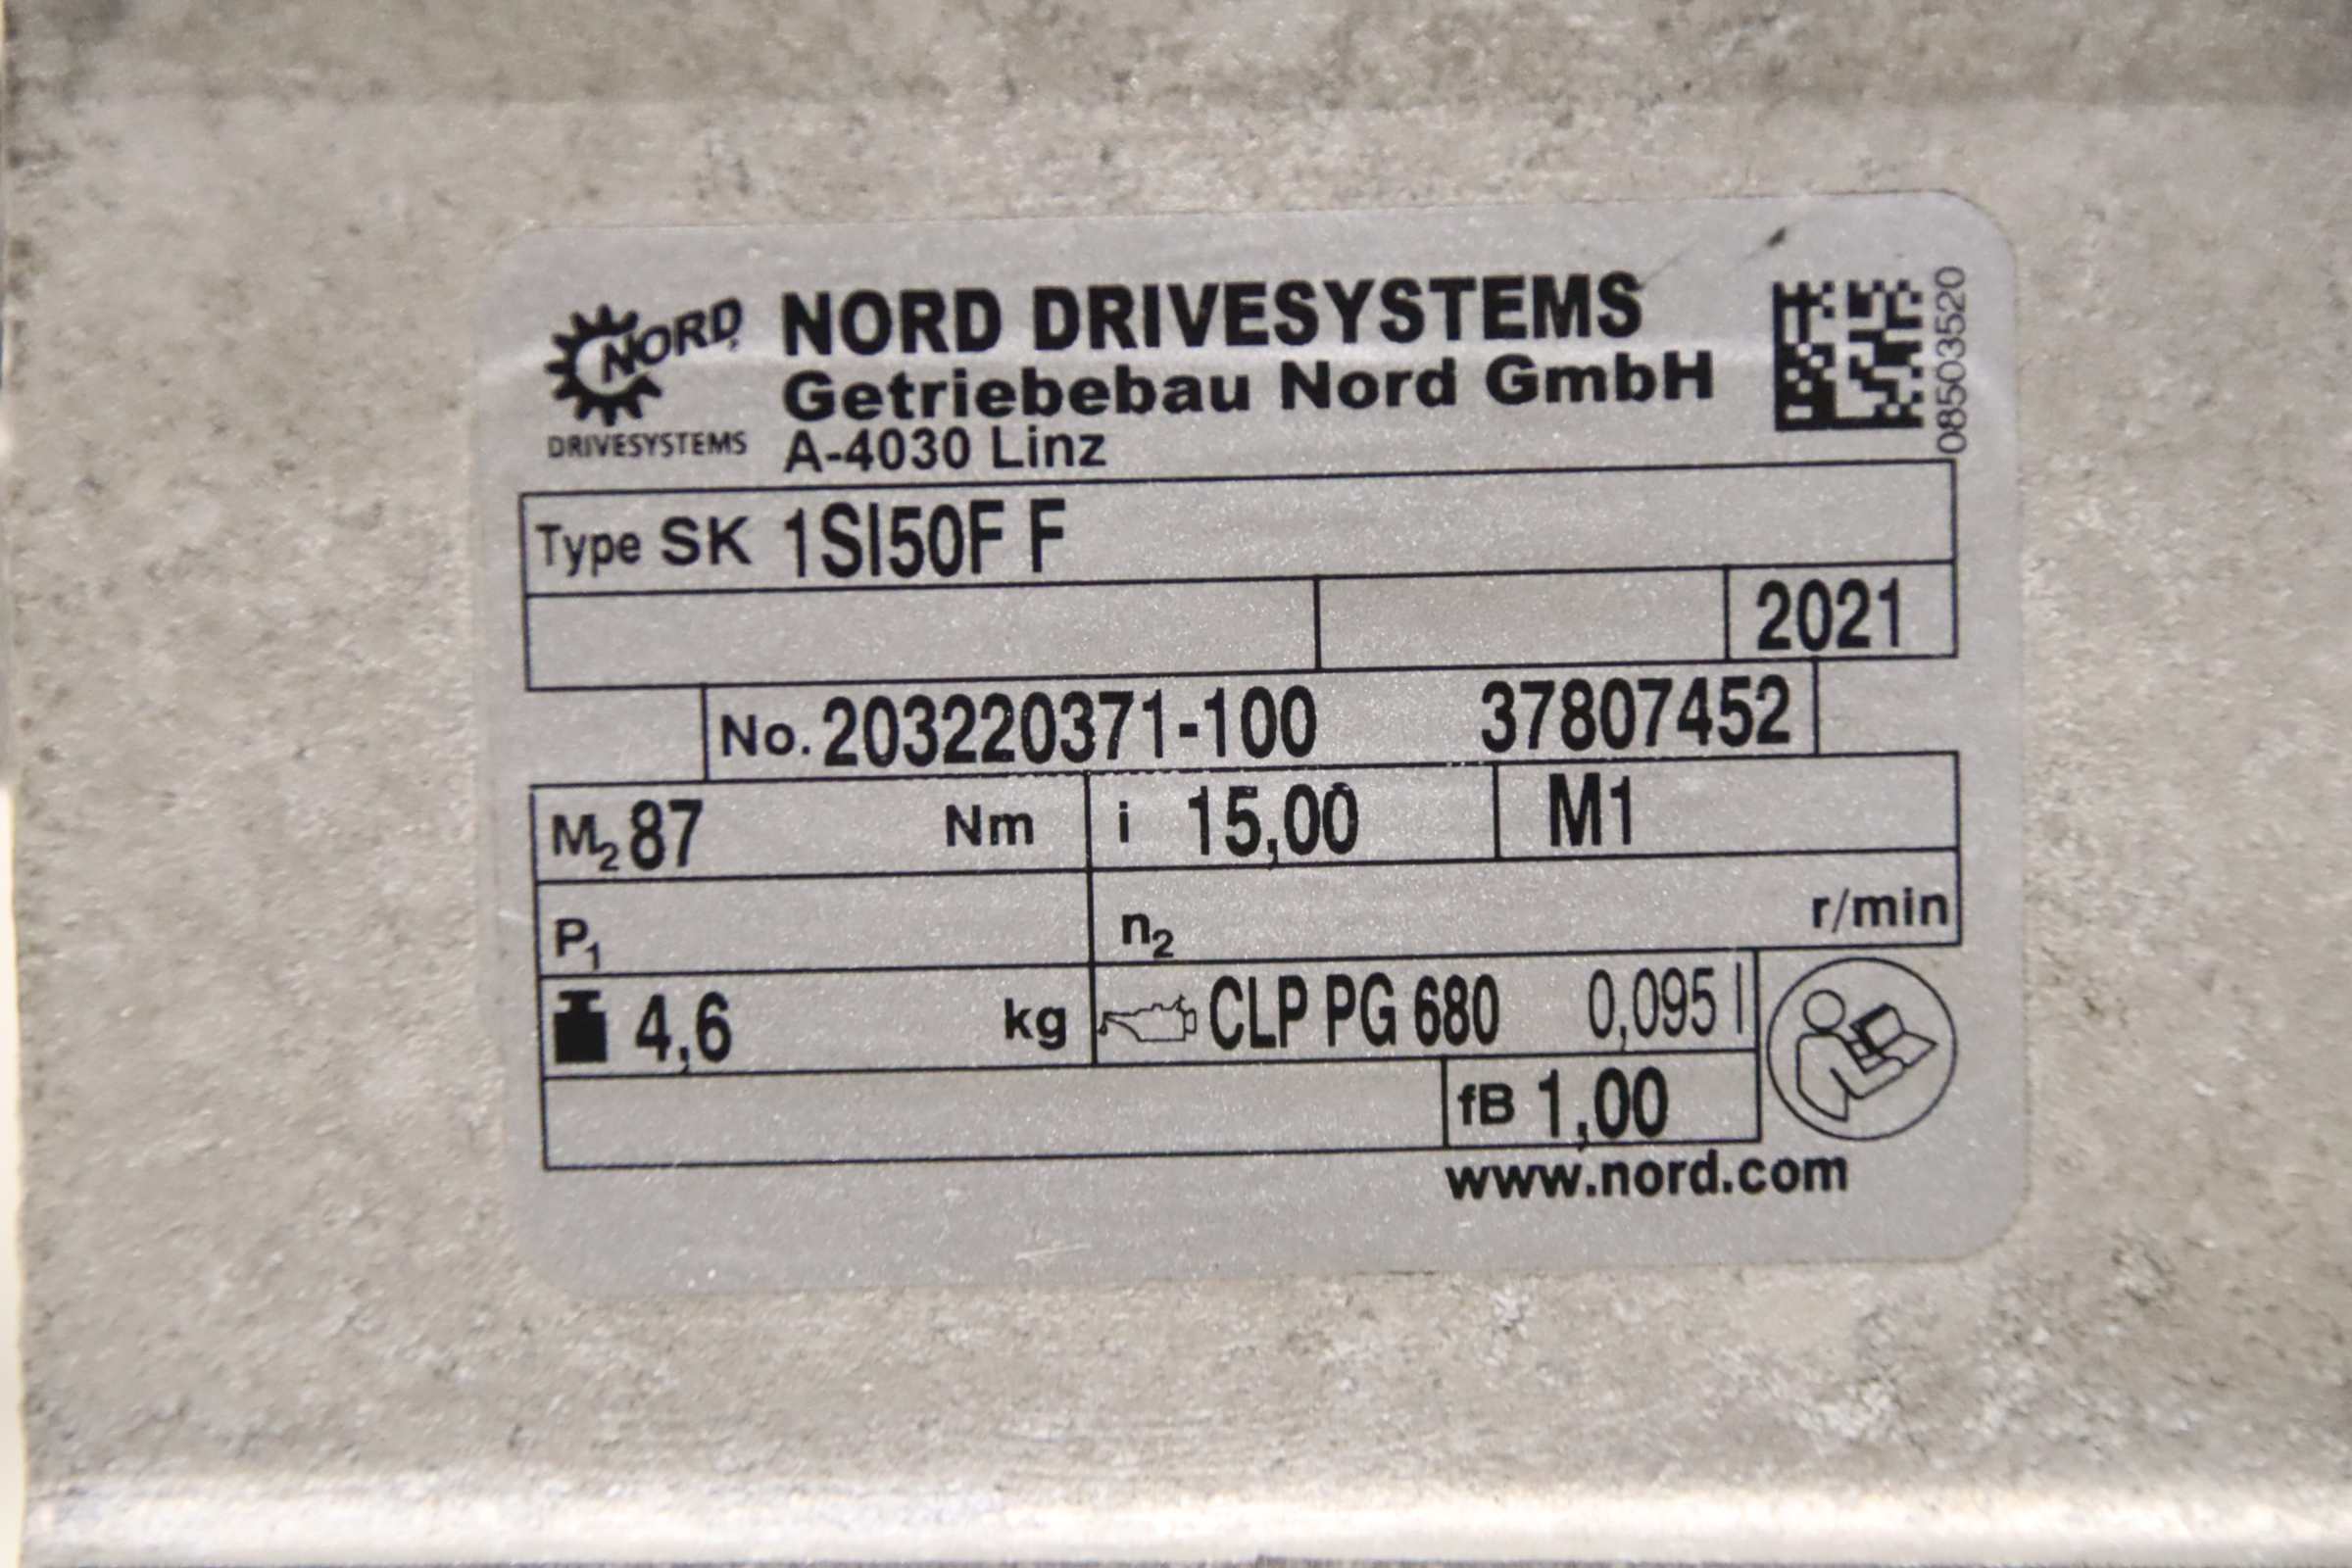 NORD
DRIVESYSTEMS
NORD DRIVESYSTEMS
Getriebebau Nord GmbH
A-4030 Linz
08503520
Type SK 1SI50F F
2021
No. 203220371-100 37807452
M2 87 Nm i 15,00 M1
P1 n2 r/min
4,6 kg CLP PG 680 0,095 l
fB 1,00
www.nord.com